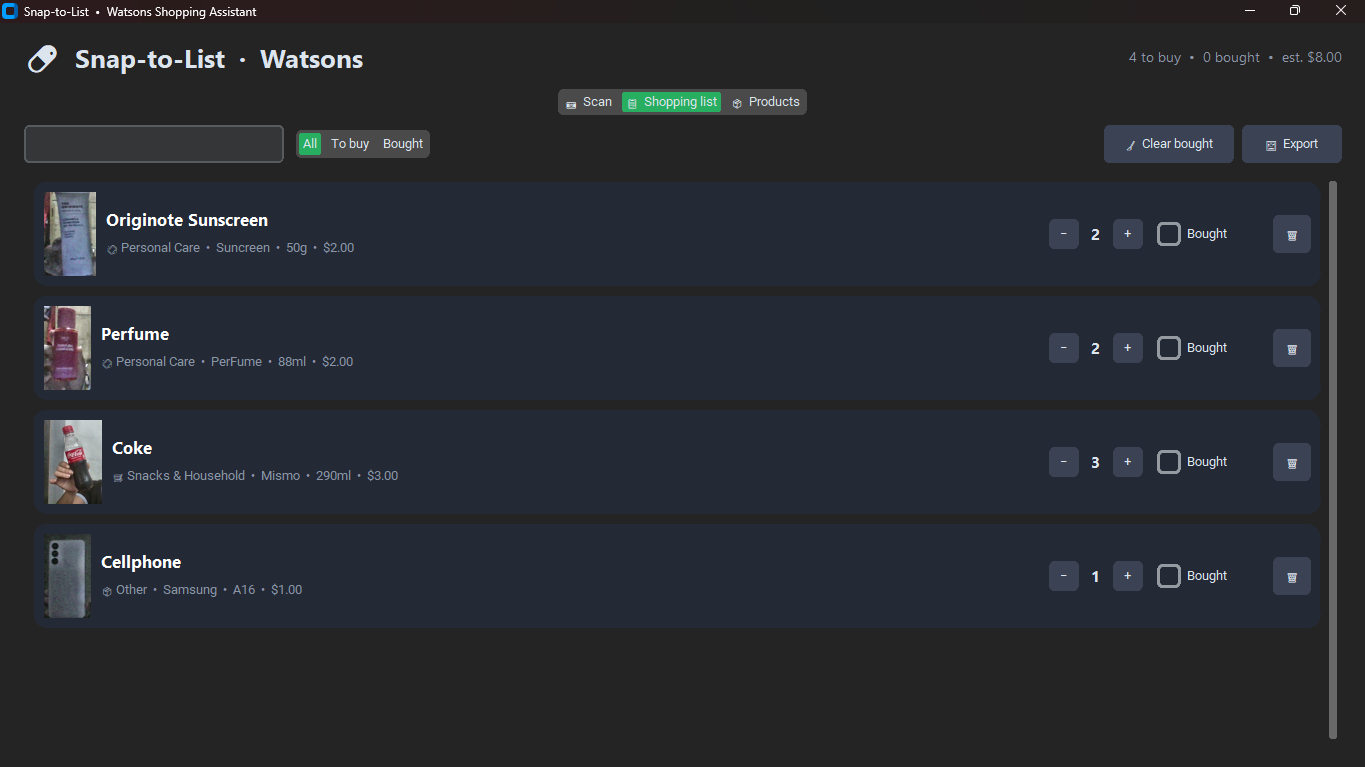 Snap-to-List • Watsons Shopping Assistant
Snap-to-List · Watsons
4 to buy • 0 bought • est. $8.00
Scan Shopping list Products
All To buy Bought
Clear bought Export
Originote Sunscreen
Personal Care • Suncreen • 50g • $2.00
− 2 + Bought
Perfume
Personal Care • PerFume • 88ml • $2.00
− 2 + Bought
Coke
Snacks & Household • Mismo • 290ml • $3.00
− 3 + Bought
Cellphone
Other • Samsung • A16 • $1.00
− 1 + Bought